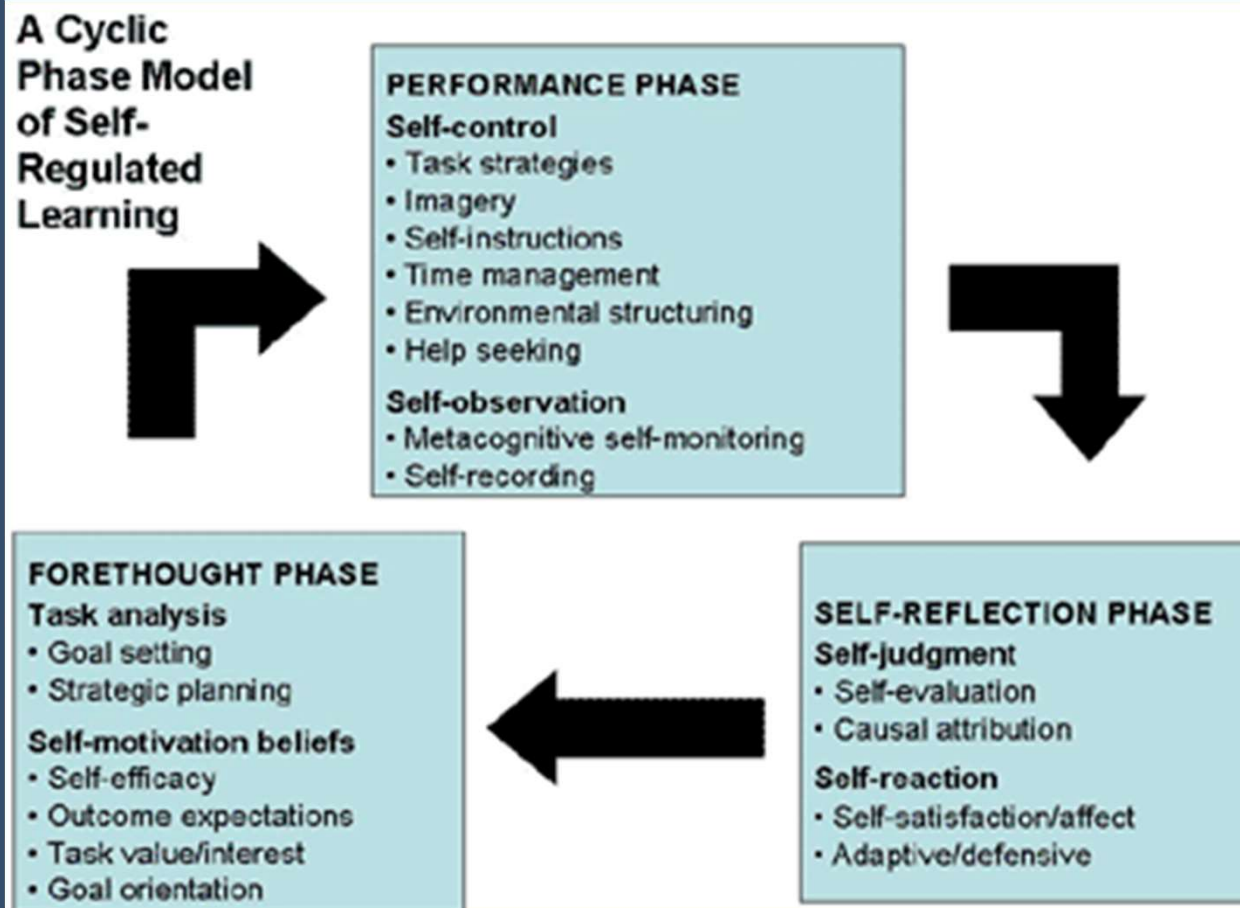 A Cyclic
Phase Model
of Self-
Regulated
Learning
PERFORMANCE PHASE
Self-control
• Task strategies
• Imagery
• Self-instructions
• Time management
• Environmental structuring
• Help seeking
Self-observation
• Metacognitive self-monitoring
• Self-recording
FORETHOUGHT PHASE
Task analysis
• Goal setting
• Strategic planning
Self-motivation beliefs
• Self-efficacy
• Outcome expectations
• Task value/interest
• Goal orientation
SELF-REFLECTION PHASE
Self-judgment
• Self-evaluation
• Causal attribution
Self-reaction
• Self-satisfaction/affect
• Adaptive/defensive